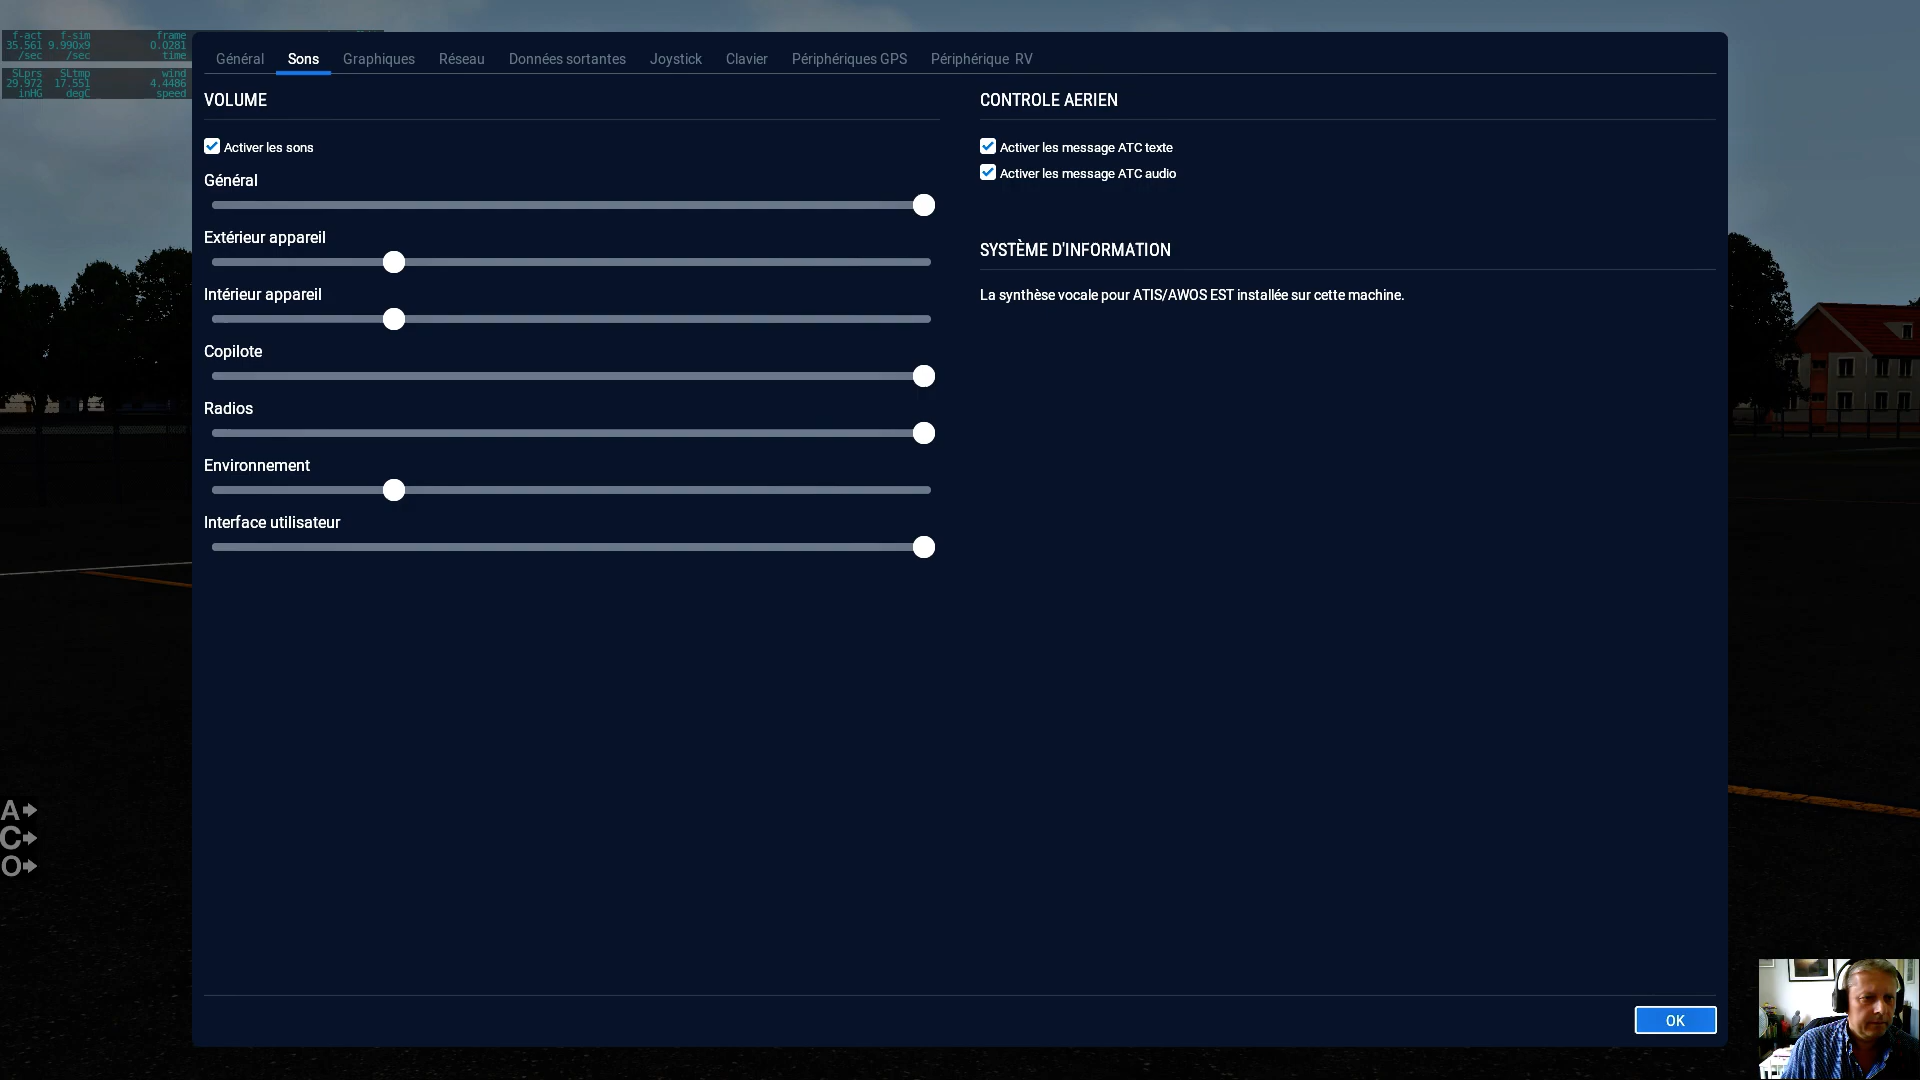 f-act f-sim frame
35.561 9.990x9 0.0281
/sec /sec time
SLprs SLtmp wind
29.972 17.551 4.4486
inHG degC speed
Général Sons Graphiques Réseau Données sortantes Joystick Clavier Périphériques GPS Périphérique RV
VOLUME
Activer les sons
Général
Extérieur appareil
Intérieur appareil
Copilote
Radios
Environnement
Interface utilisateur
CONTROLE AERIEN
Activer les message ATC texte
Activer les message ATC audio
SYSTÈME D'INFORMATION
La synthèse vocale pour ATIS/AWOS EST installée sur cette machine.
A
C
O
OK